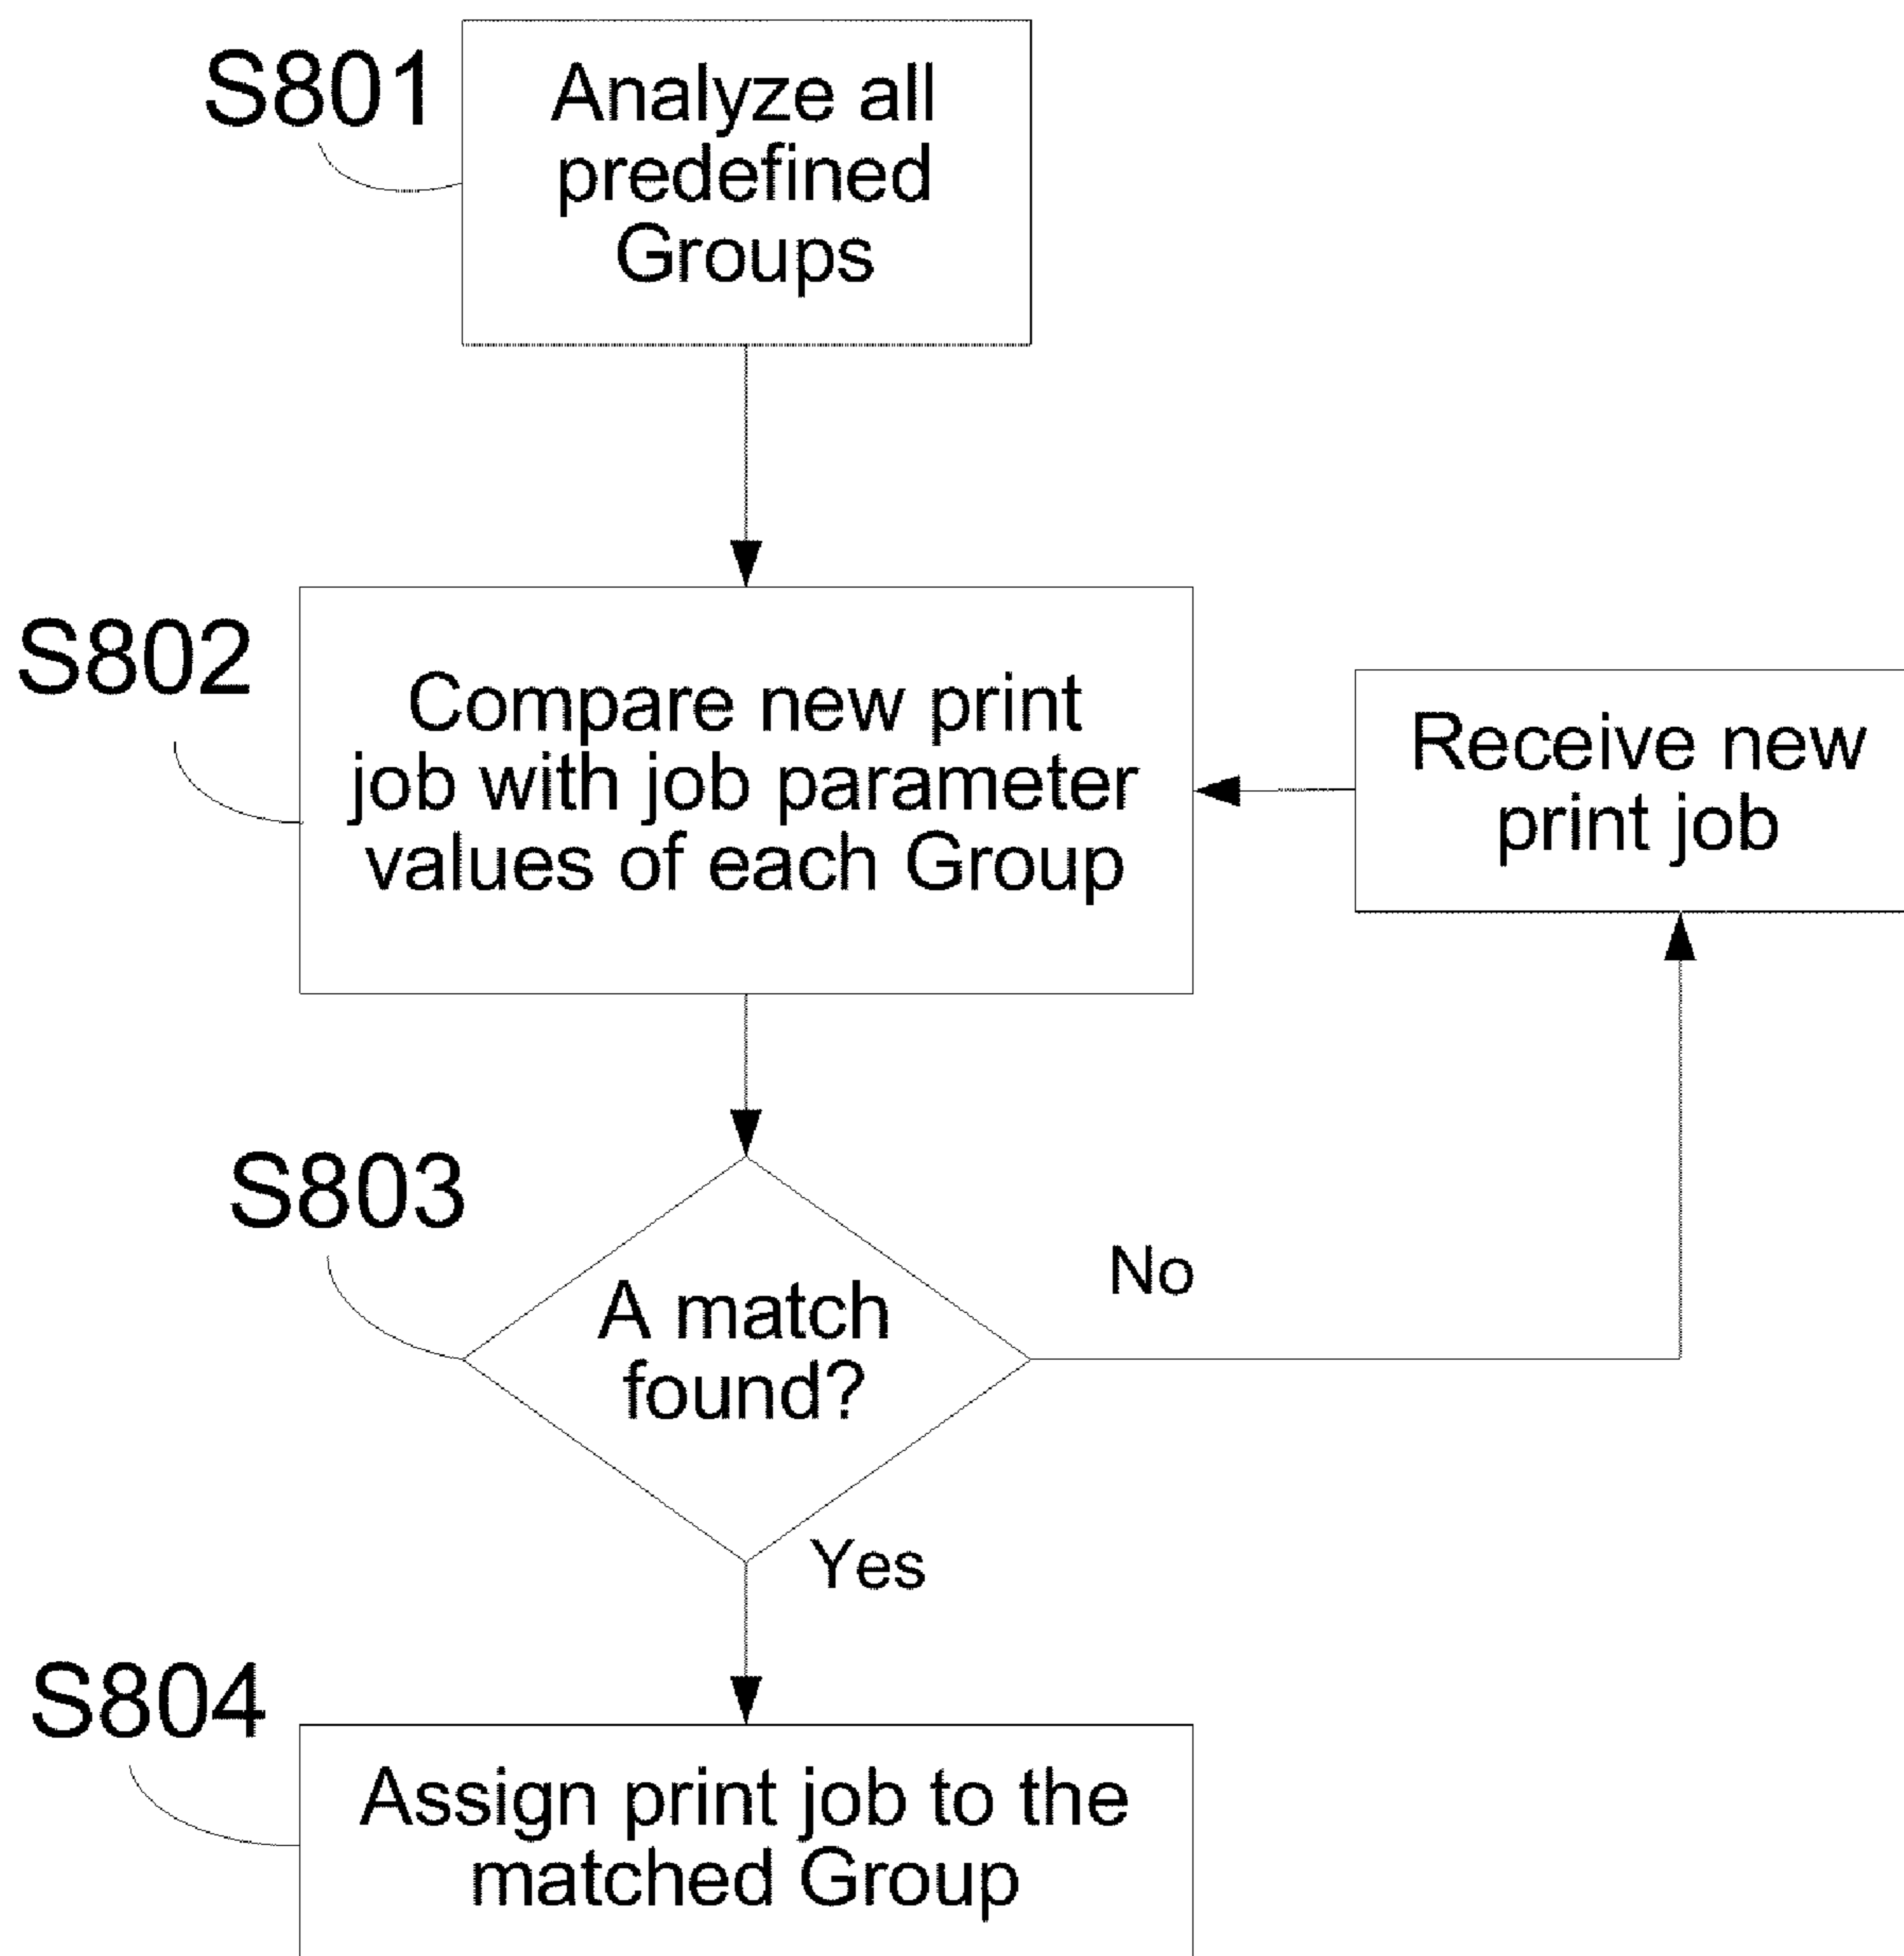 S801
Analyze all
predefined
Groups
S802
Compare new print
job with job parameter
values of each Group
Receive new
print job
S803
A match
found?
No
Yes
S804
Assign print job to the
matched Group